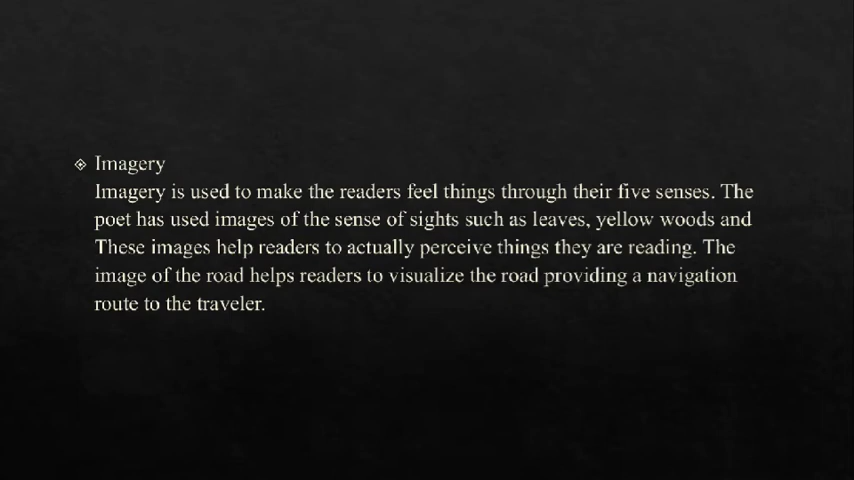 Imagery
Imagery is used to make the readers feel things through their five senses. The
poet has used images of the sense of sights such as leaves, yellow woods and
These images help readers to actually perceive things they are reading. The
image of the road helps readers to visualize the road providing a navigation
route to the traveler.